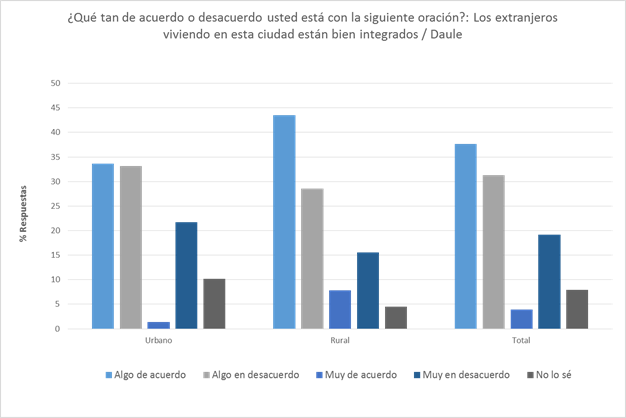 ¿Qué tan de acuerdo o desacuerdo usted está con la siguiente oración?: Los extranjeros
viviendo en esta ciudad están bien integrados / Daule
50
45
40
35
30
25
20
15
10
5
0
% Respuestas
Urbano Rural Total
Algo de acuerdo Algo en desacuerdo Muy de acuerdo Muy en desacuerdo No lo sé